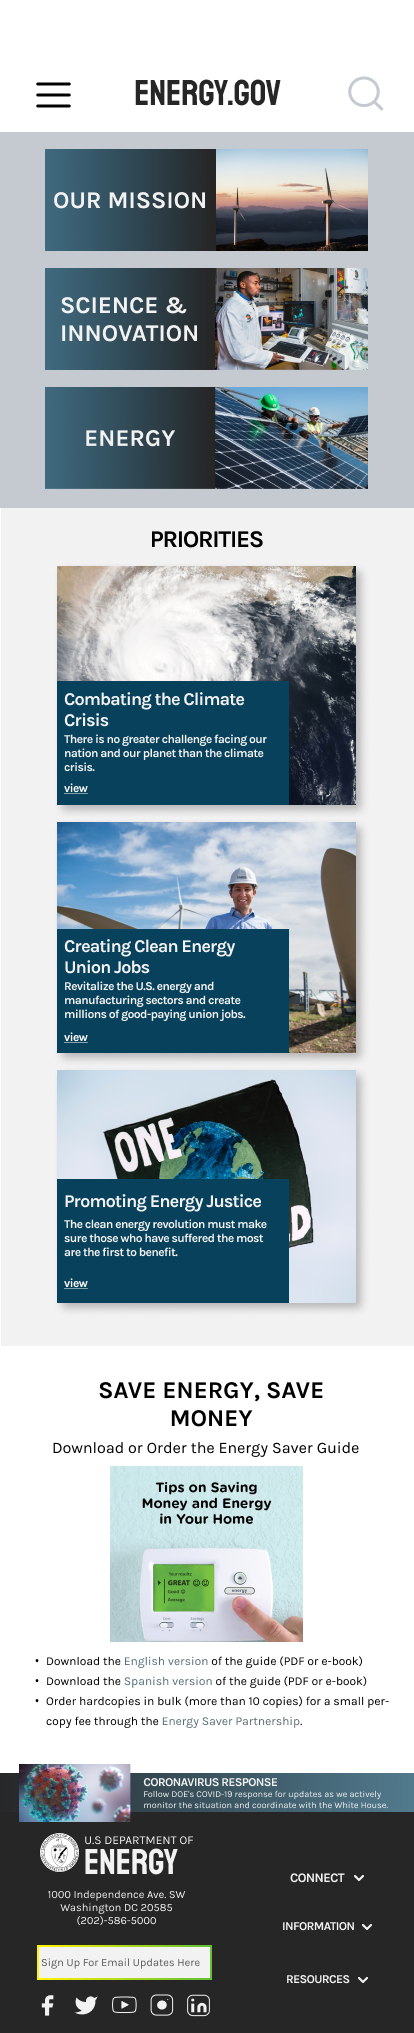 ENERGY.GOV
OUR MISSION
SCIENCE &
INNOVATION
ENERGY
PRIORITIES
Combating the Climate
Crisis
There is no greater challenge facing our
nation and our planet than the climate
crisis.
view
Creating Clean Energy
Union Jobs
Revitalize the U.S. energy and
manufacturing sectors and create
millions of good-paying union jobs.
view
ONE
D
Promoting Energy Justice
The clean energy revolution must make
sure those who have suffered the most
are the first to benefit.
view
SAVE ENERGY, SAVE
MONEY
Download or Order the Energy Saver Guide
Tips on Saving
Money and Energy
in Your Home
Your results:
GREAT
Good
Average
energy
• Download the English version of the guide (PDF or e-book)
• Download the Spanish version of the guide (PDF or e-book)
• Order hardcopies in bulk (more than 10 copies) for a small per-
copy fee through the Energy Saver Partnership.
CORONAVIRUS RESPONSE
Follow DOE's COVID-19 response for updates as we actively
monitor the situation and coordinate with the White House.
U.S DEPARTMENT OF
ENERGY
1000 Independence Ave. SW
Washington DC 20585
(202)-586-5000
Sign Up For Email Updates Here
CONNECT
INFORMATION
RESOURCES